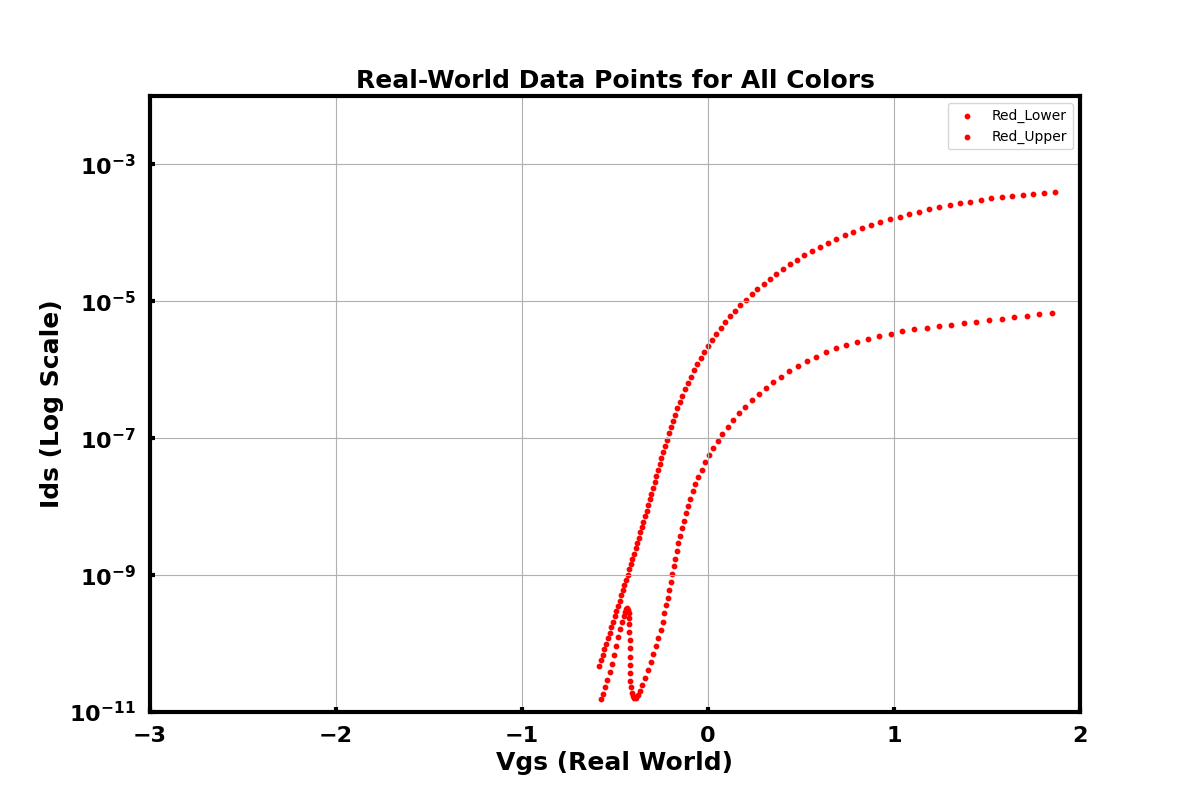 Real-World Data Points for All Colors
Red_Lower
Red_Upper
10⁻³
10⁻⁵
10⁻⁷
10⁻⁹
10⁻¹¹
Ids (Log Scale)
−3 −2 −1 0 1 2
Vgs (Real World)